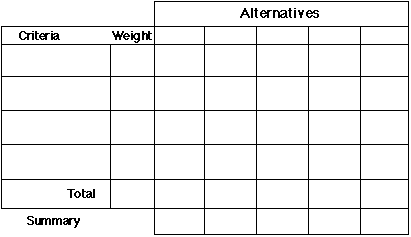 Alternatives
Criteria Weight
Total
Summary